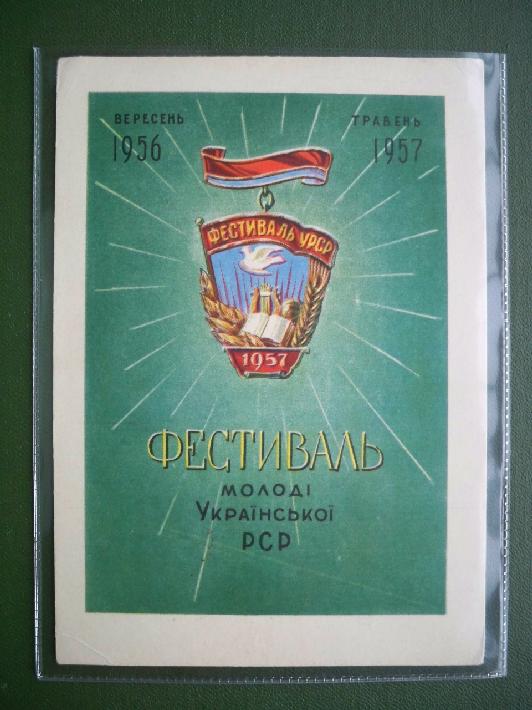 ВЕРЕСЕНЬ
1956
ТРАВЕНЬ
1957
ФЕСТИВАЛЬ УРСР
1957
ФЕСТИВАЛЬ
МОЛОДІ
УКРАЇНСЬКОЇ
РСР